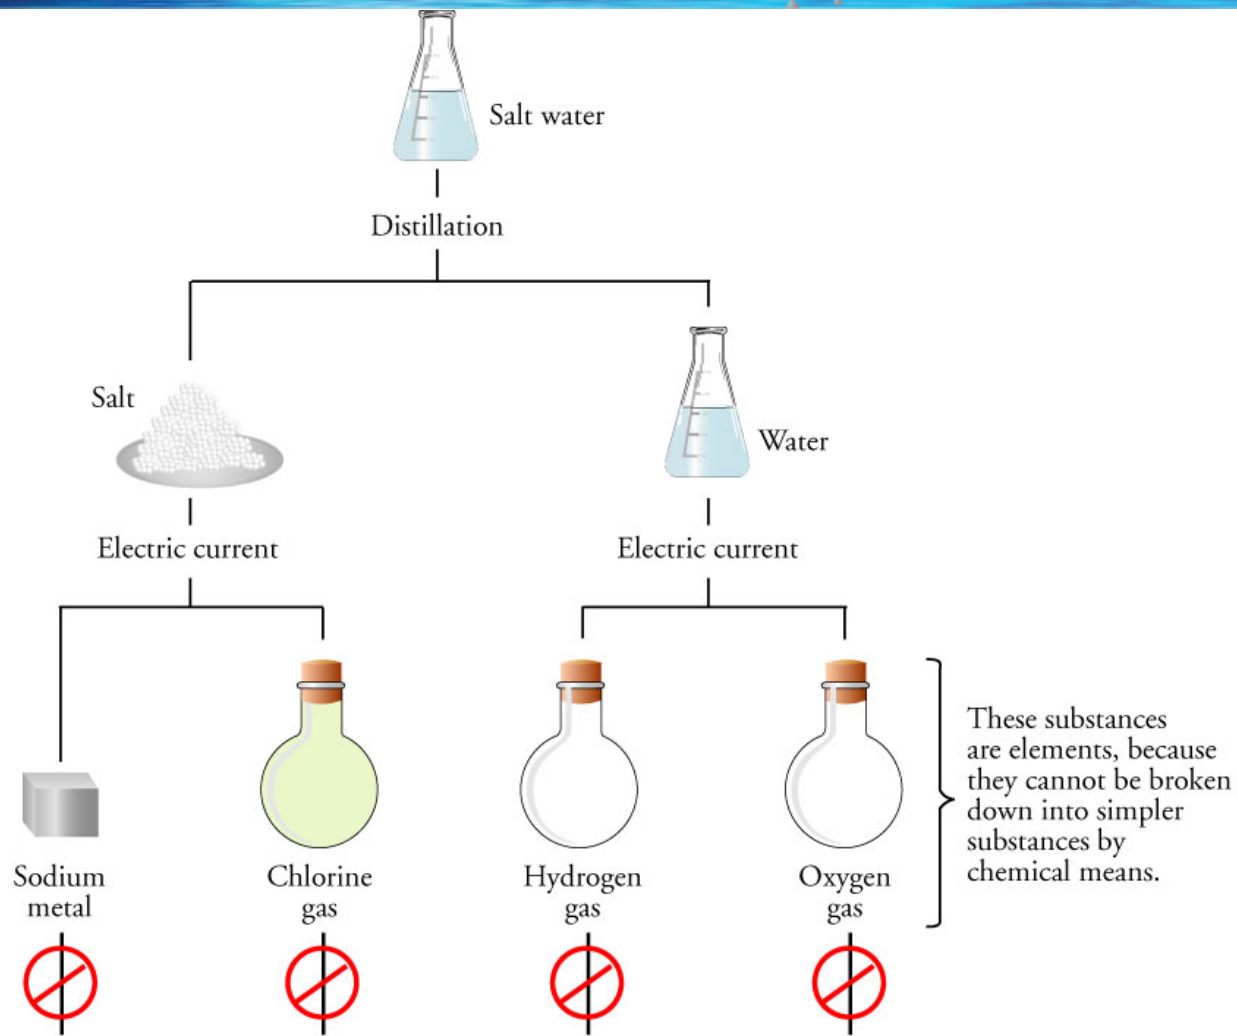 Salt water
Distillation
Salt
Water
Electric current
Electric current
Sodium
metal
Chlorine
gas
Hydrogen
gas
Oxygen
gas
These substances
are elements, because
they cannot be broken
down into simpler
substances by
chemical means.